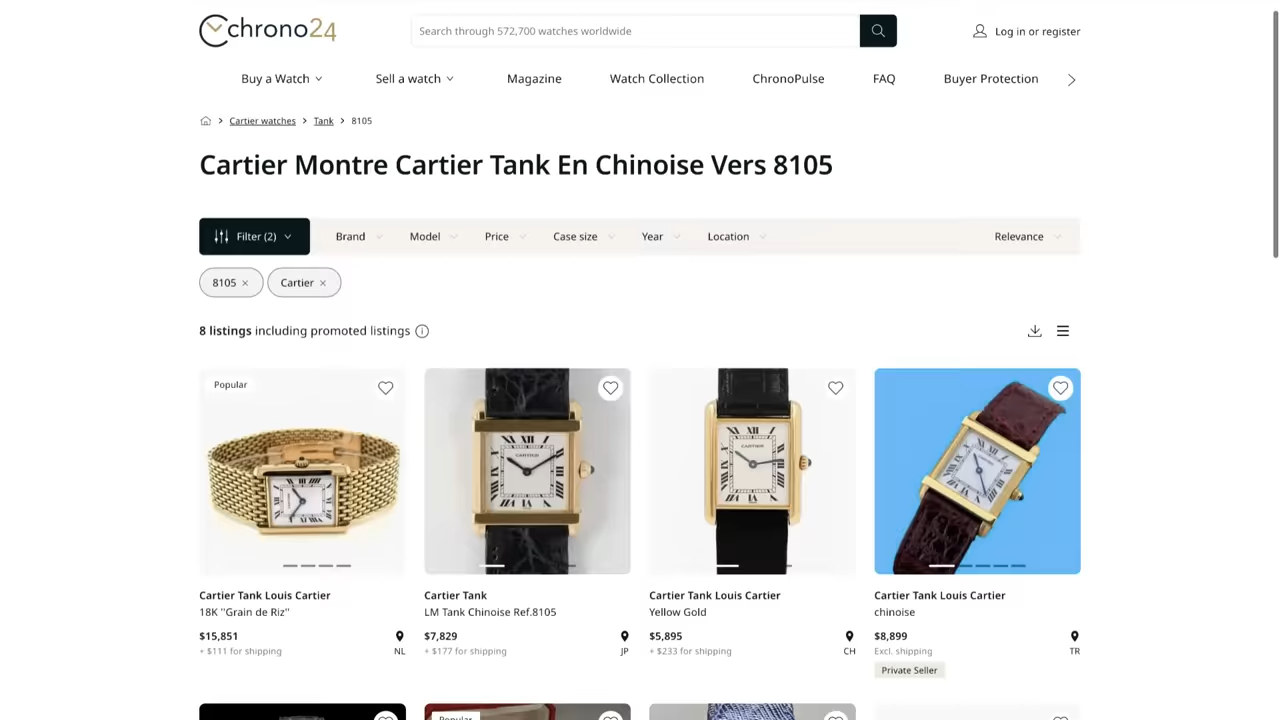 chrono24
Search through 572,700 watches worldwide
Log in or register
Buy a Watch
Sell a watch
Magazine
Watch Collection
ChronoPulse
FAQ
Buyer Protection
Cartier watches > Tank > 8105
Cartier Montre Cartier Tank En Chinoise Vers 8105
Filter (2)
Brand
Model
Price
Case size
Year
Location
Relevance
8105 ×
Cartier ×
8 listings including promoted listings
Popular
Cartier Tank Louis Cartier
18K "Grain de Riz"
$15,851
+ $111 for shipping
NL
CARTIER
Cartier Tank
LM Tank Chinoise Ref.8105
$7,829
+ $177 for shipping
JP
CARTIER
Cartier Tank Louis Cartier
Yellow Gold
$5,895
+ $233 for shipping
CH
Cartier Tank Louis Cartier
chinoise
$8,899
Excl. shipping
TR
Private Seller
Popular